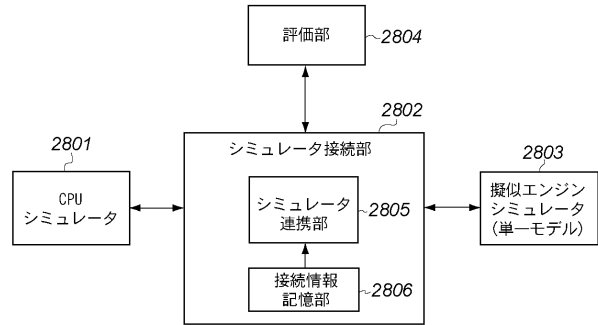 評価部
2804
2802
シミュレータ接続部
2801
CPU
シミュレータ
シミュレータ
連携部
2805
接続情報
記憶部
2806
2803
擬似エンジン
シミュレータ
(単一モデル)